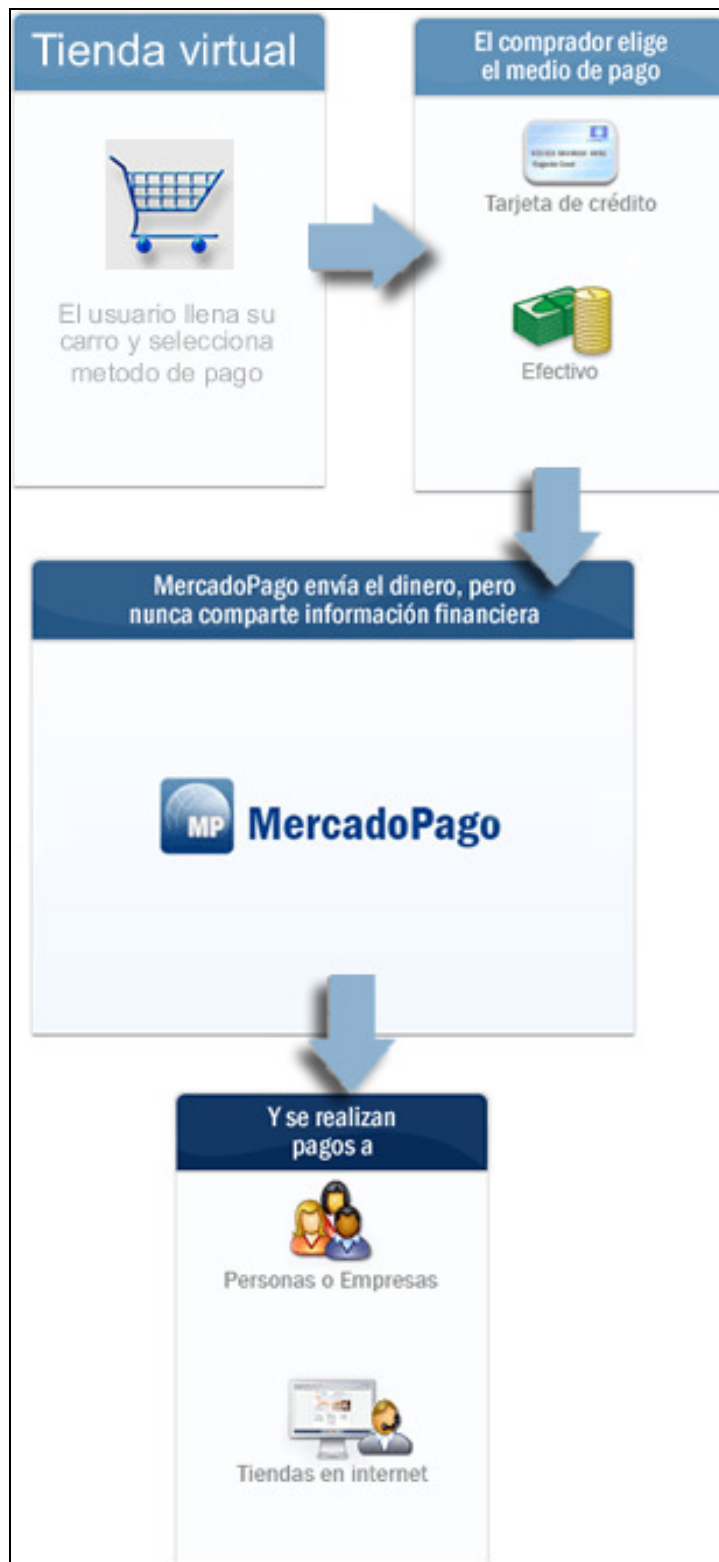 Tienda virtual
El usuario llena su
carro y selecciona
metodo de pago
El comprador elige
el medio de pago
Tarjeta de crédito
Efectivo
MercadoPago envía el dinero, pero
nunca comparte información financiera
MP MercadoPago
Y se realizan
pagos a
Personas o Empresas
Tiendas en internet